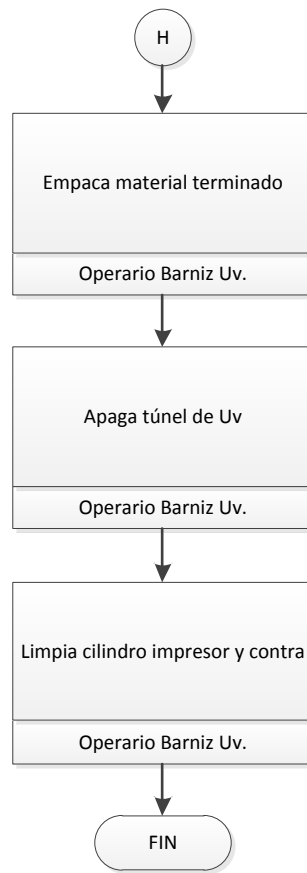 H
Empaca material terminado
Operario Barniz Uv.
Apaga túnel de Uv
Operario Barniz Uv.
Limpia cilindro impresor y contra
Operario Barniz Uv.
FIN